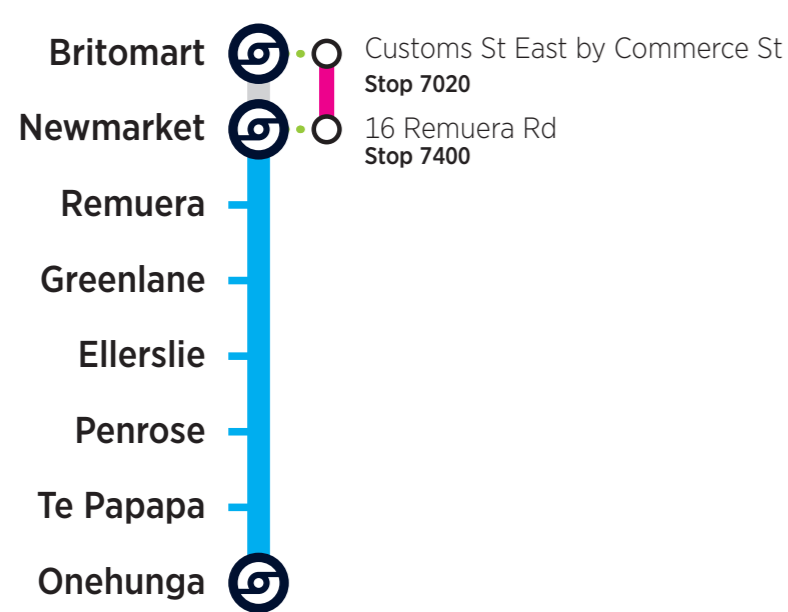 Britomart
Customs St East by Commerce St
Stop 7020
Newmarket
16 Remuera Rd
Stop 7400
Remuera
Greenlane
Ellerslie
Penrose
Te Papapa
Onehunga